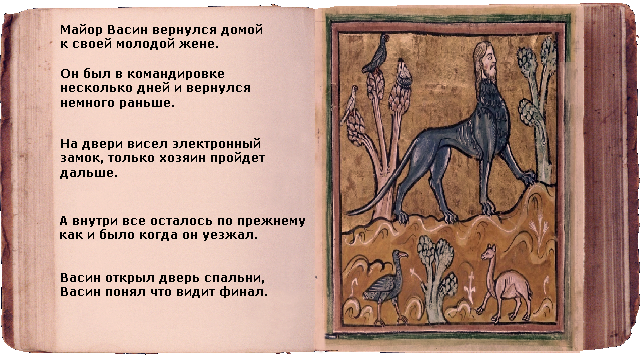 Майор Васин вернулся домой
к своей молодой жене.
Он был в командировке
несколько дней и вернулся
немного раньше.
На двери висел электронный
замок, только хозяин пройдет
дальше.
А внутри все осталось по прежнему
как и было когда он уезжал.
Васин открыл дверь спальни,
Васин понял что видит финал.